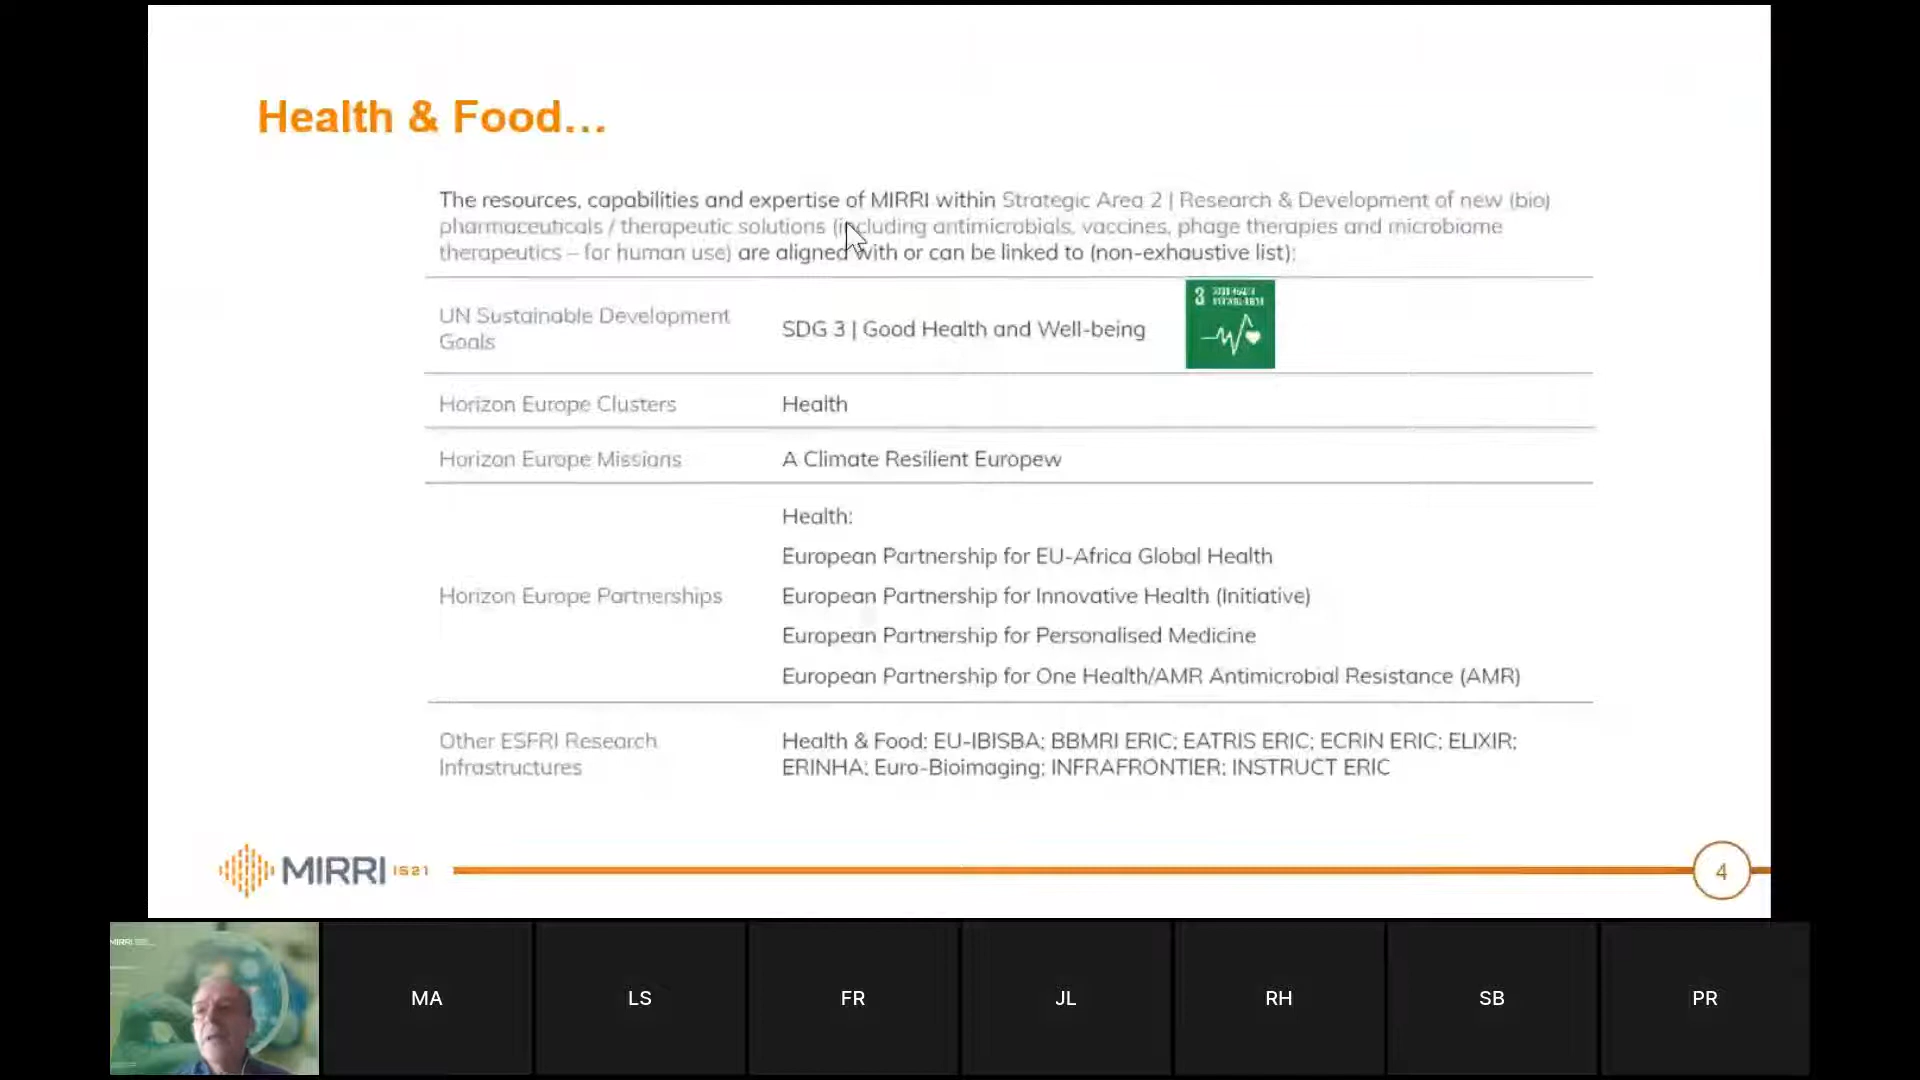 Health & Food...
The resources, capabilities and expertise of MIRRI within Strategic Area 2 | Research & Development of new (bio)
pharmaceuticals / therapeutic solutions (including antimicrobials, vaccines, phage therapies and microbiome
therapeutics – for human use) are aligned with or can be linked to (non-exhaustive list):
UN Sustainable Development
Goals
SDG 3 | Good Health and Well-being
3 GOOD HEALTH
Horizon Europe Clusters
Health
Horizon Europe Missians
A Climate Resilient Europew
Horizon Europe Partnerships
Health:
European Partnership for EU-Africa Global Health
European Partnership for Innovative Health (Initiative)
European Partnership for Personalised Medicine
European Partnership for One Health/AMR Antimicrobial Resistance (AMR)
Other ESFRI Research
Infrastructures
Health & Food: EU-IBISBA; BBMRI ERIC; EATRIS ERIC; ECRIN ERIC; ELIXIR;
ERINHA; Euro-Bioimaging; INFRAFRONTIER; INSTRUCT ERIC
MIRRI IS21
4
MIRRI
MA
LS
FR
JL
RH
SB
PR